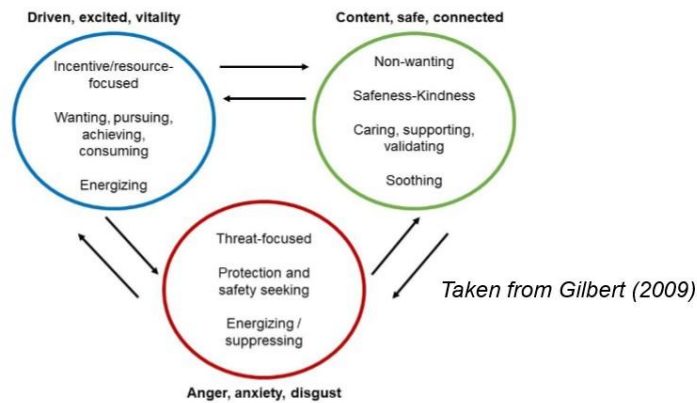 Driven, excited, vitality
Incentive/resource-
focused
Wanting, pursuing,
achieving,
consuming
Energizing
Content, safe, connected
Non-wanting
Safeness-Kindness
Caring, supporting,
validating
Soothing
Threat-focused
Protection and
safety seeking
Energizing /
suppressing
Anger, anxiety, disgust
Taken from Gilbert (2009)